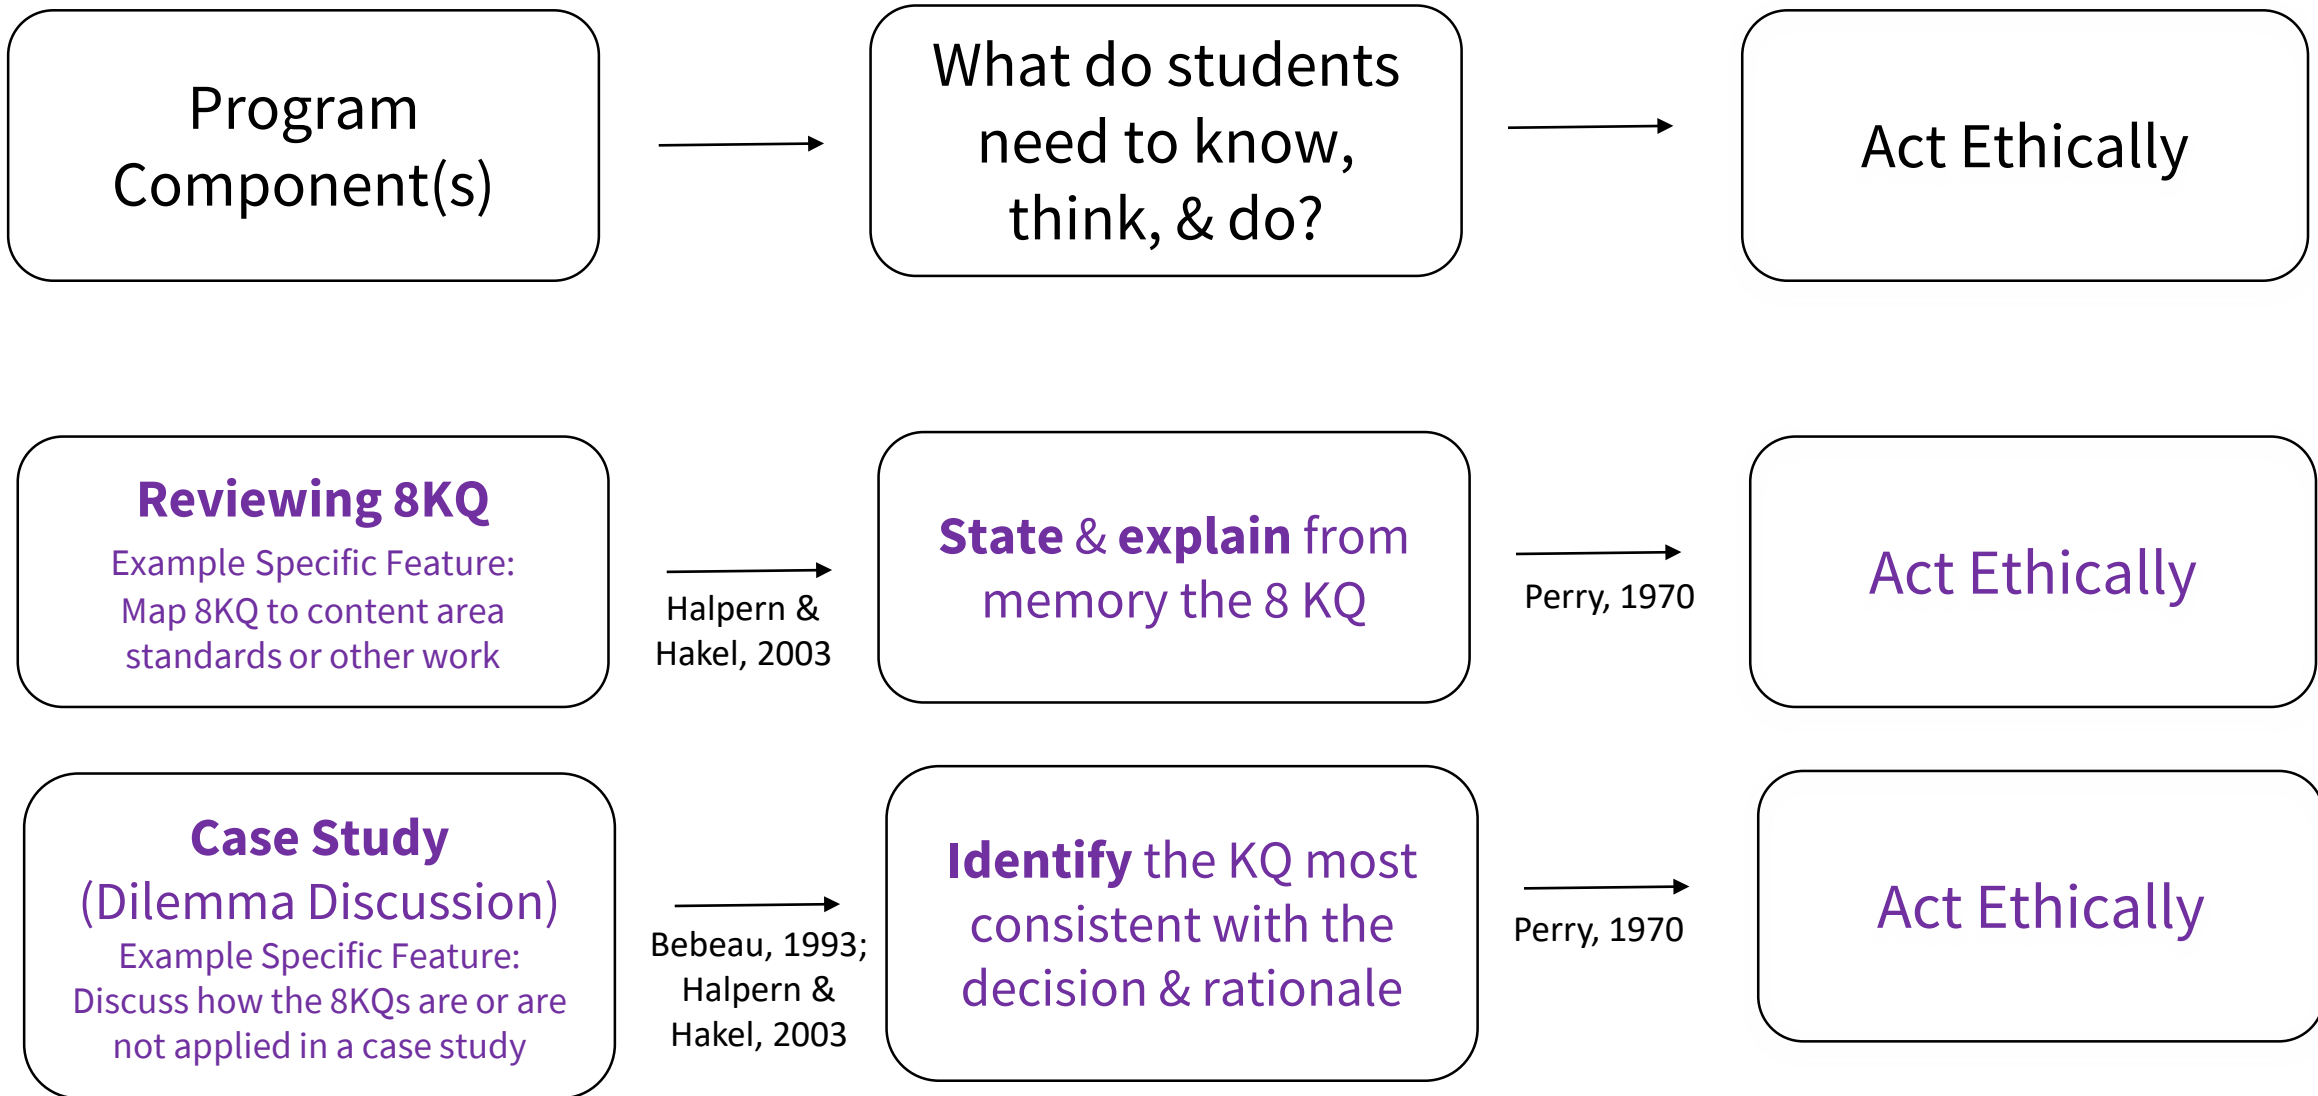 Program
Component(s)
What do students
need to know,
think, & do?
Act Ethically
Reviewing 8KQ
Example Specific Feature:
Map 8KQ to content area
standards or other work
Halpern &
Hakel, 2003
State & explain from
memory the 8 KQ
Perry, 1970
Act Ethically
Case Study
(Dilemma Discussion)
Example Specific Feature:
Discuss how the 8KQs are or are
not applied in a case study
Bebeau, 1993;
Halpern &
Hakel, 2003
Identify the KQ most
consistent with the
decision & rationale
Perry, 1970
Act Ethically